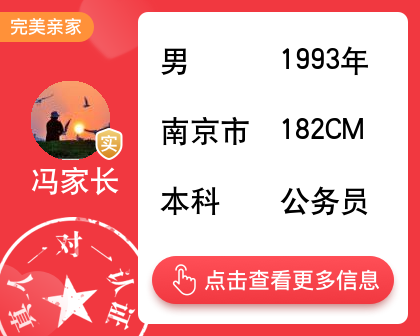 完美亲家
男 1993年
南京市 182CM
本科 公务员
实
冯家长
一对一
真人认证
点击查看更多信息